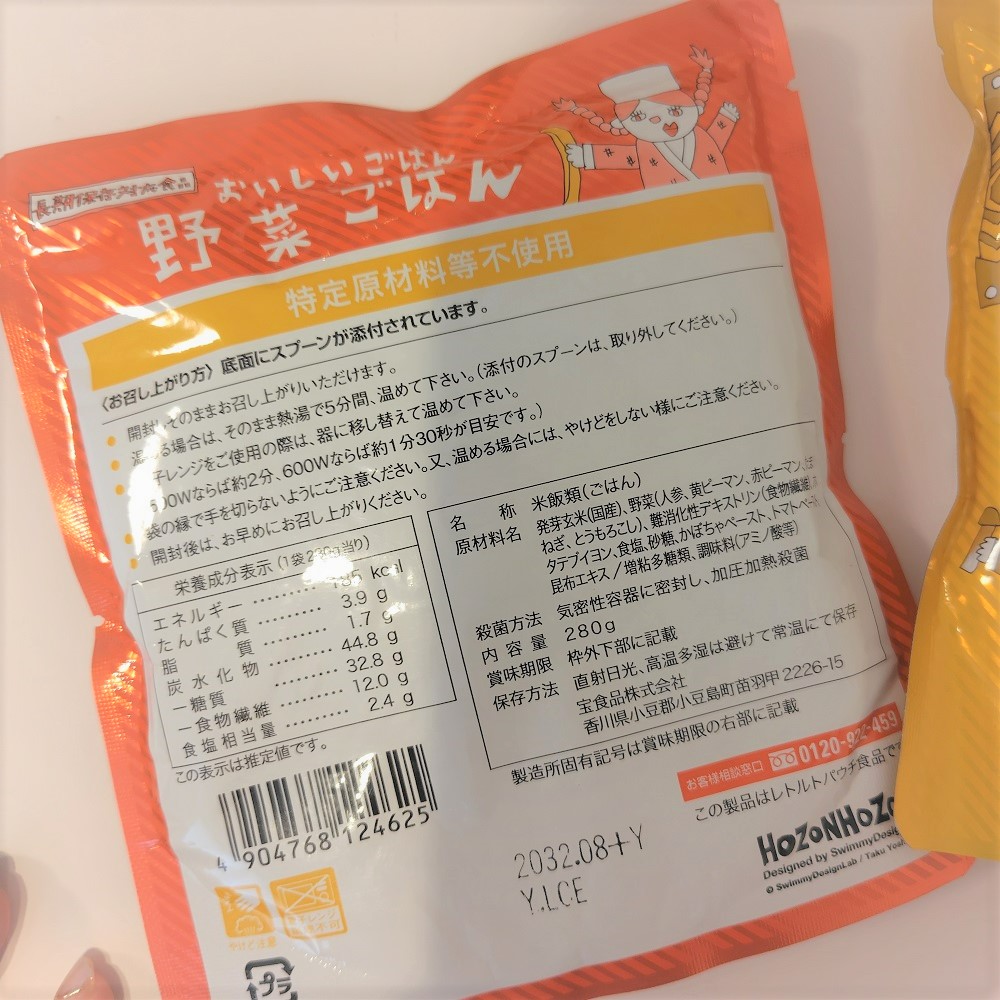 長期保存対応食品
おいしいごはん
野菜ごはん
特定原材料等不使用
〈お召し上がり方〉底面にスプーンが添付されています。
開封しそのままお召し上がりいただけます。
温める場合は、そのまま熱湯で5分間、温めて下さい。(添付のスプーンは、取り外してください。)
子レンジをご使用の際は、器に移し替えて温めて下さい。
500Wならば約2分、600Wならば約1分30秒が目安です。)
袋の縁で手を切らないようにご注意ください。又、温める場合には、やけどをしない様にご注意ください。
開封後は、お早めにお召し上がりください。
栄養成分表示(1袋280g当り)
エネルギー kcal
たんぱく質 3.9 g
脂質 1.7 g
炭水化物 44.8 g
ー糖質 32.8 g
ー食物繊維 12.0 g
食塩相当量 2.4 g
この表示は推定値です。
名称 米飯類(ごはん)
原材料名 発芽玄米(国産)、野菜(人参、黄ピーマン、赤ピーマン、
ねぎ、とうもろこし)、難消化性デキストリン(食物繊維)、
タテブイヨン、食塩、砂糖、かぼちゃペースト、トマトペー
昆布エキス/増粘多糖類、調味料(アミノ酸等)
殺菌方法 気密性容器に密封し、加圧加熱殺菌
内容量 280g
賞味期限 枠外下部に記載
保存方法 直射日光、高温多湿は避けて常温にて保存
宝食品株式会社
香川県小豆郡小豆島町苗羽甲2226-15
製造所固有記号は賞味期限の右部に記載
お客様相談窓口 0120-924-459
この製品はレトルトパウチ食品で
4 904768 124625
2032.08+Y
Y.LCE
HOZONHOZO
Designed by SwimmyDesig
© SwimmyDesignLab / Taku Yosh
やけど注意
プラ